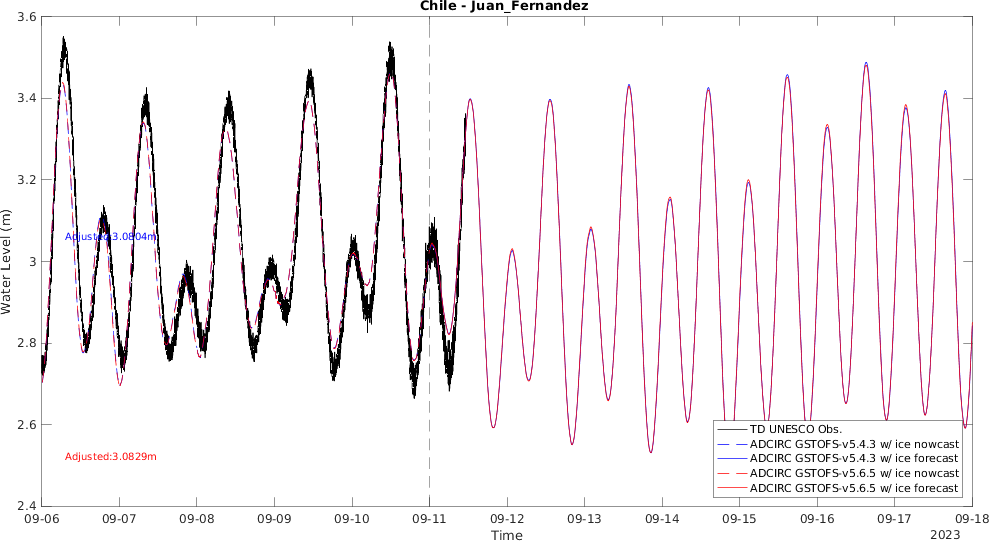 Chile - Juan_Fernandez
3.6
3.4
3.2
3
2.8
2.6
2.4
Water Level (m)
Adjusted:3.0804m
Adjusted:3.0829m
TD UNESCO Obs.
ADCIRC GSTOFS-v5.4.3 w/ ice nowcast
ADCIRC GSTOFS-v5.4.3 w/ ice forecast
ADCIRC GSTOFS-v5.6.5 w/ ice nowcast
ADCIRC GSTOFS-v5.6.5 w/ ice forecast
09-06 09-07 09-08 09-09 09-10 09-11 09-12 09-13 09-14 09-15 09-16 09-17 09-18
Time
2023